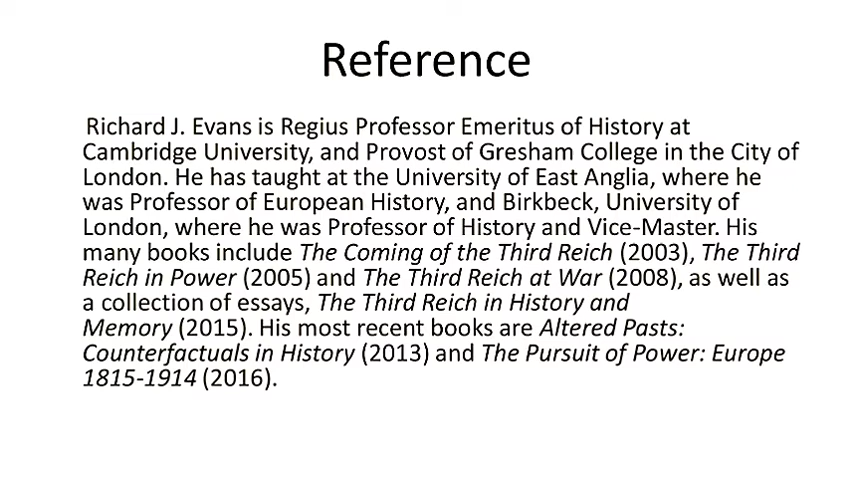 Reference
Richard J. Evans is Regius Professor Emeritus of History at
Cambridge University, and Provost of Gresham College in the City of
London. He has taught at the University of East Anglia, where he
was Professor of European History, and Birkbeck, University of
London, where he was Professor of History and Vice-Master. His
many books include The Coming of the Third Reich (2003), The Third
Reich in Power (2005) and The Third Reich at War (2008), as well as
a collection of essays, The Third Reich in History and
Memory (2015). His most recent books are Altered Pasts:
Counterfactuals in History (2013) and The Pursuit of Power: Europe
1815-1914 (2016).